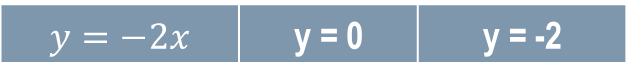 y = −2x y = 0 y = -2